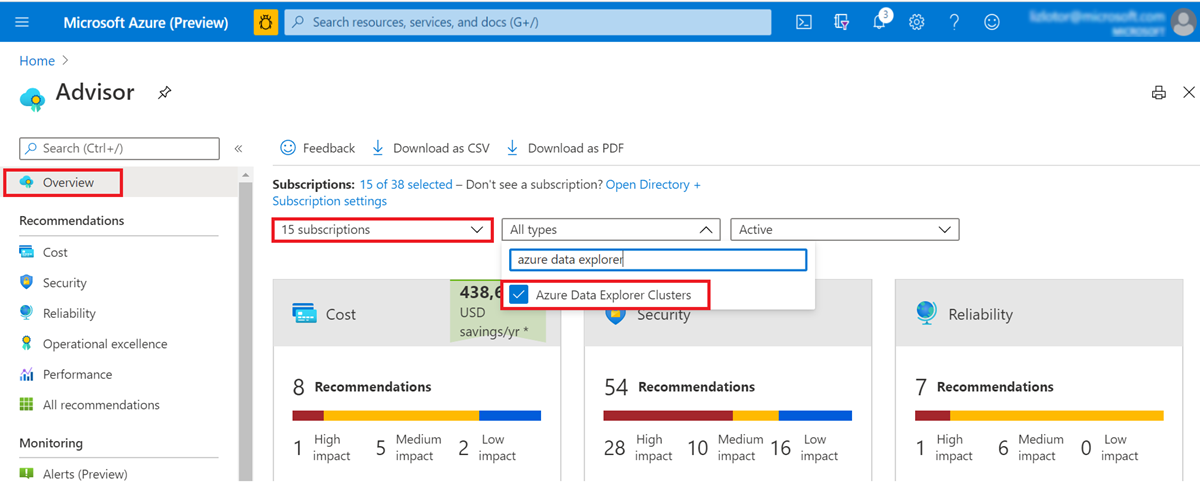 Microsoft Azure (Preview)
Search resources, services, and docs (G+/)
3
Home
Advisor
Search (Ctrl+/)
«
Feedback
Download as CSV
Download as PDF
Overview
Subscriptions: 15 of 38 selected – Don't see a subscription? Open Directory +
Subscription settings
Recommendations
15 subscriptions
All types
Active
Cost
azure data explorer
Security
Azure Data Explorer Clusters
Reliability
Operational excellence
Performance
All recommendations
Monitoring
Alerts (Preview)
Cost
438,6
USD
savings/yr *
Security
Reliability
8 Recommendations
1 High impact
5 Medium impact
2 Low impact
54 Recommendations
28 High impact
10 Medium impact
16 Low impact
7 Recommendations
1 High impact
6 Medium impact
0 Low impact